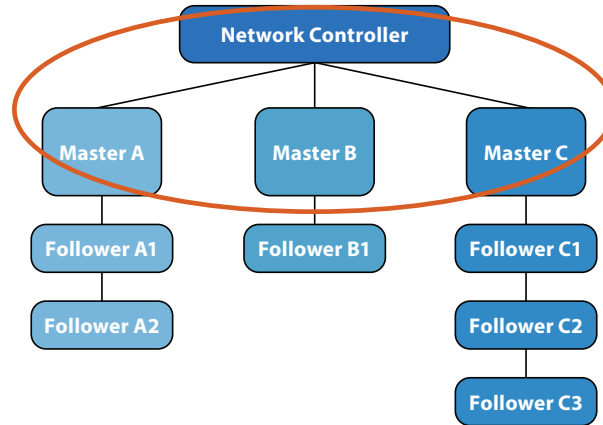 Network Controller
Master A
Master B
Master C
Follower A1
Follower B1
Follower C1
Follower A2
Follower C2
Follower C3